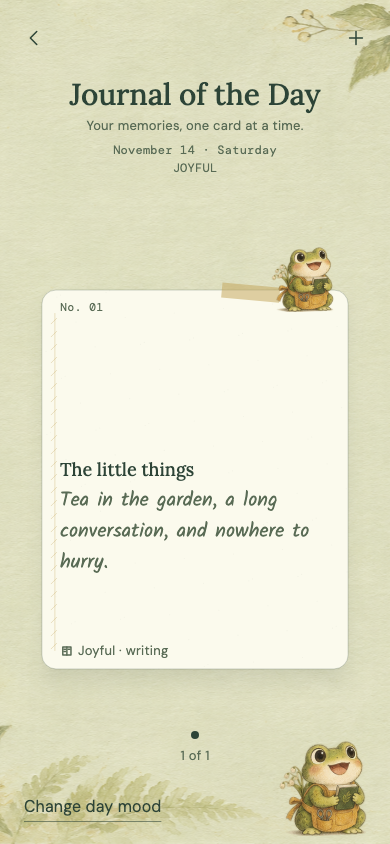 Journal of the Day
Your memories, one card at a time.
November 14 · Saturday
JOYFUL
No. 01
The little things
Tea in the garden, a long
conversation, and nowhere to
hurry.
Joyful · writing
1 of 1
Change day mood